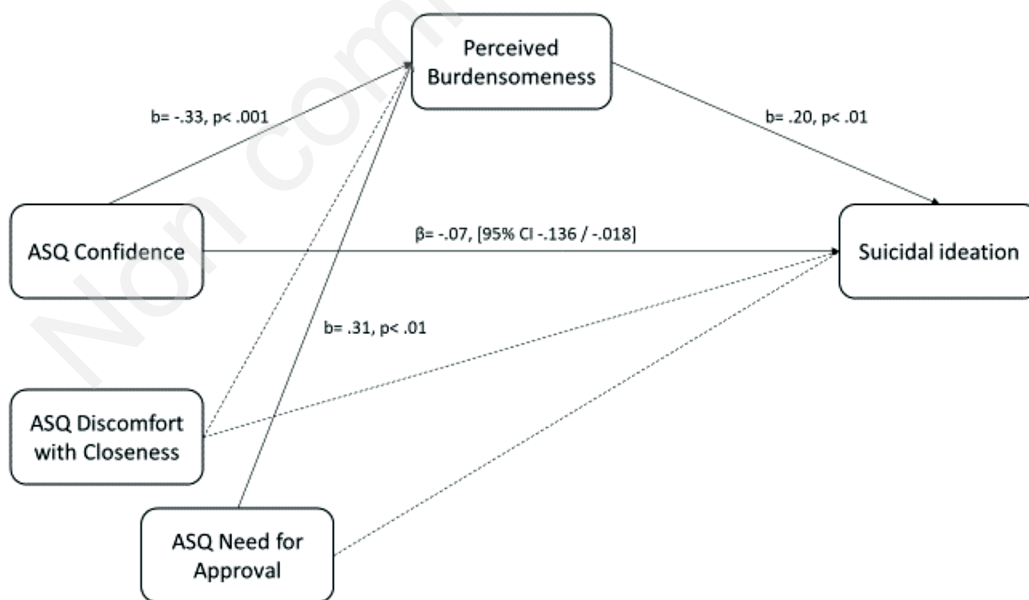 Perceived
Burdensomeness
b= -.33, p< .001
b= .20, p< .01
ASQ Confidence
β= -.07, [95% CI -.136 / -.018]
Suicidal ideation
b= .31, p< .01
ASQ Discomfort
with Closeness
ASQ Need for
Approval
Non